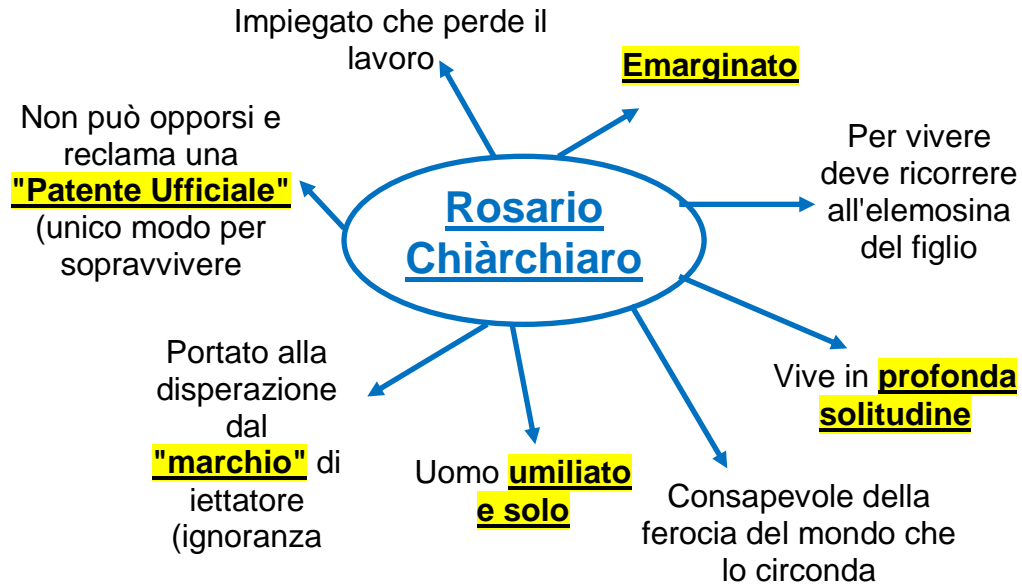 Impiegato che perde il
lavoro
Emarginato
Non può opporsi e
reclama una
"Patente Ufficiale"
(unico modo per
sopravvivere
Rosario
Chiàrchiaro
Per vivere
deve ricorrere
all'elemosina
del figlio
Portato alla
disperazione
dal
"marchio" di
iettatore
(ignoranza
Uomo umiliato
e solo
Consapevole della
ferocia del mondo che
lo circonda
Vive in profonda
solitudine